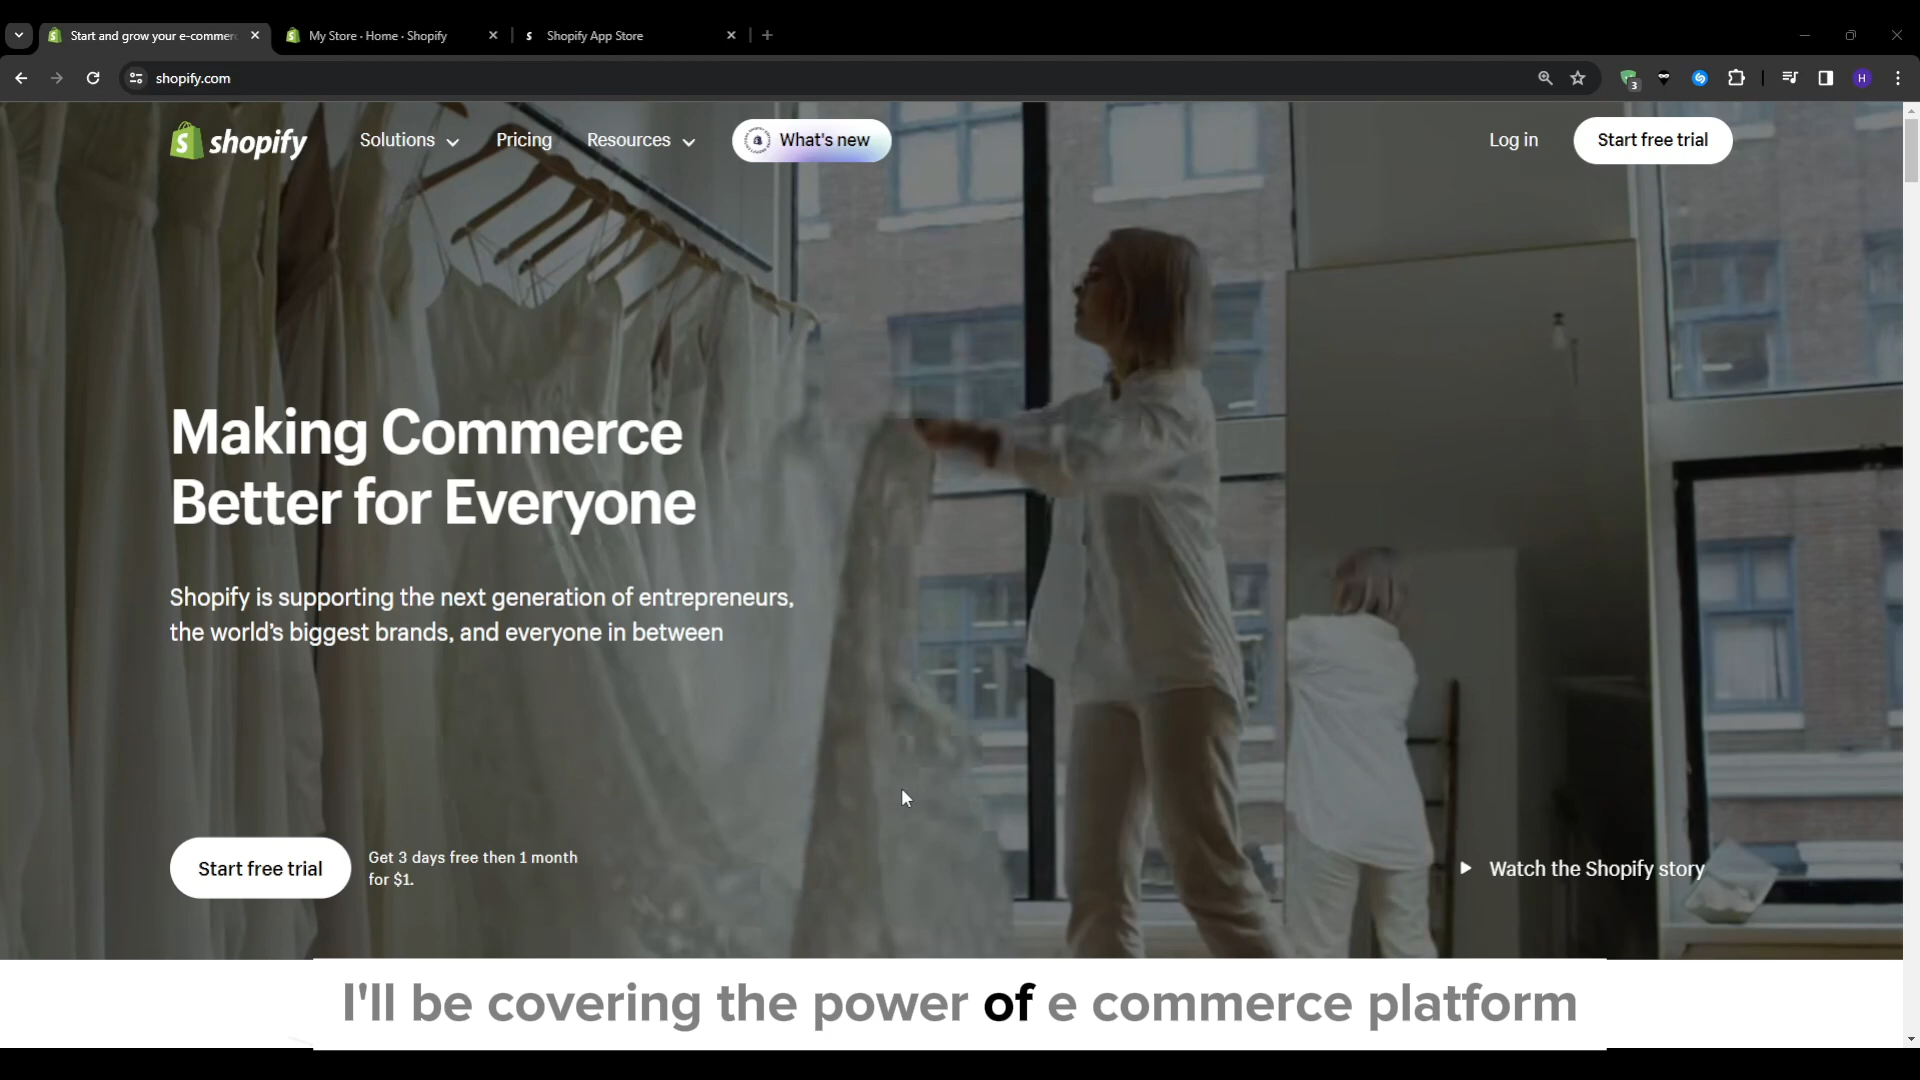 Start and grow your e-commerc
My Store · Home · Shopify
Shopify App Store
shopify.com
3
H
shopify
Solutions
Pricing
Resources
What's new
Log in
Start free trial
Making Commerce
Better for Everyone
Shopify is supporting the next generation of entrepreneurs,
the world's biggest brands, and everyone in between
Start free trial
Get 3 days free then 1 month
for $1.
Watch the Shopify story
I'll be covering the power of e commerce platform